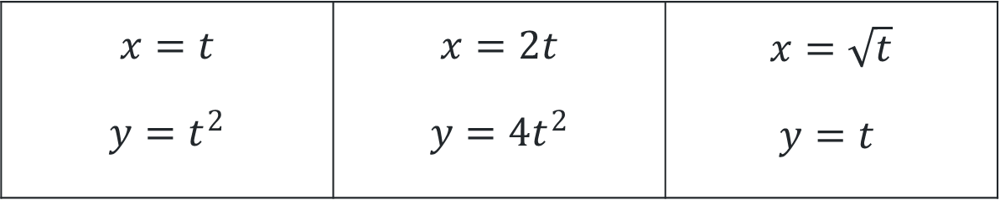 x = t
y = t²
x = 2t
y = 4t²
x = √t
y = t